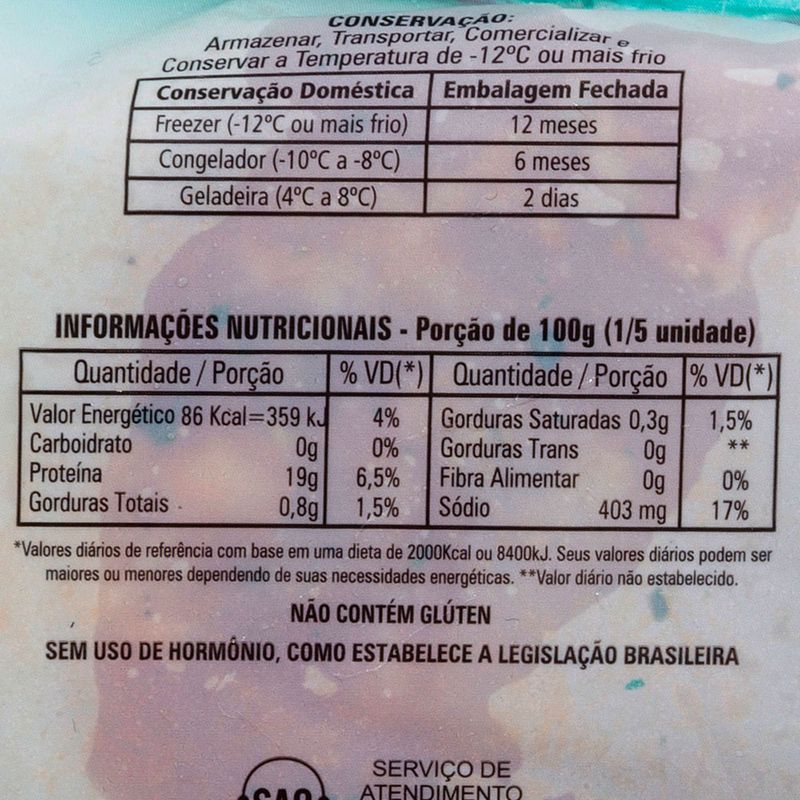 CONSERVAÇÃO:
Armazenar, Transportar, Comercializar e
Conservar a Temperatura de -12ºC ou mais frio
Conservação Doméstica Embalagem Fechada
Freezer (-12ºC ou mais frio) 12 meses
Congelador (-10ºC a -8ºC) 6 meses
Geladeira (4ºC a 8ºC) 2 dias
INFORMAÇÕES NUTRICIONAIS - Porção de 100g (1/5 unidade)
Quantidade / Porção % VD(*) Quantidade / Porção % VD(*)
Valor Energético 86 Kcal=359 kJ 4% Gorduras Saturadas 0,3g 1,5%
Carboidrato 0g 0% Gorduras Trans 0g **
Proteína 19g 6,5% Fibra Alimentar 0g 0%
Gorduras Totais 0,8g 1,5% Sódio 403 mg 17%
*Valores diários de referência com base em uma dieta de 2000Kcal ou 8400kJ. Seus valores diários podem ser
maiores ou menores dependendo de suas necessidades energéticas. **Valor diário não estabelecido.
NÃO CONTÉM GLÚTEN
SEM USO DE HORMÔNIO, COMO ESTABELECE A LEGISLAÇÃO BRASILEIRA
SERVIÇO DE
SAC ATENDIMENTO